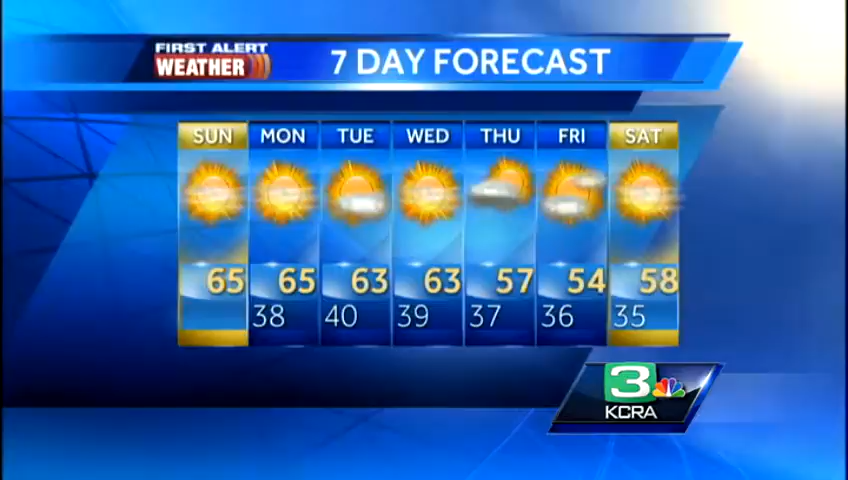 FIRST ALERT
WEATHER
7 DAY FORECAST
SUN MON TUE WED THU FRI SAT
65 65 63 63 57 54 58
38 40 39 37 36 35
3
KCRA